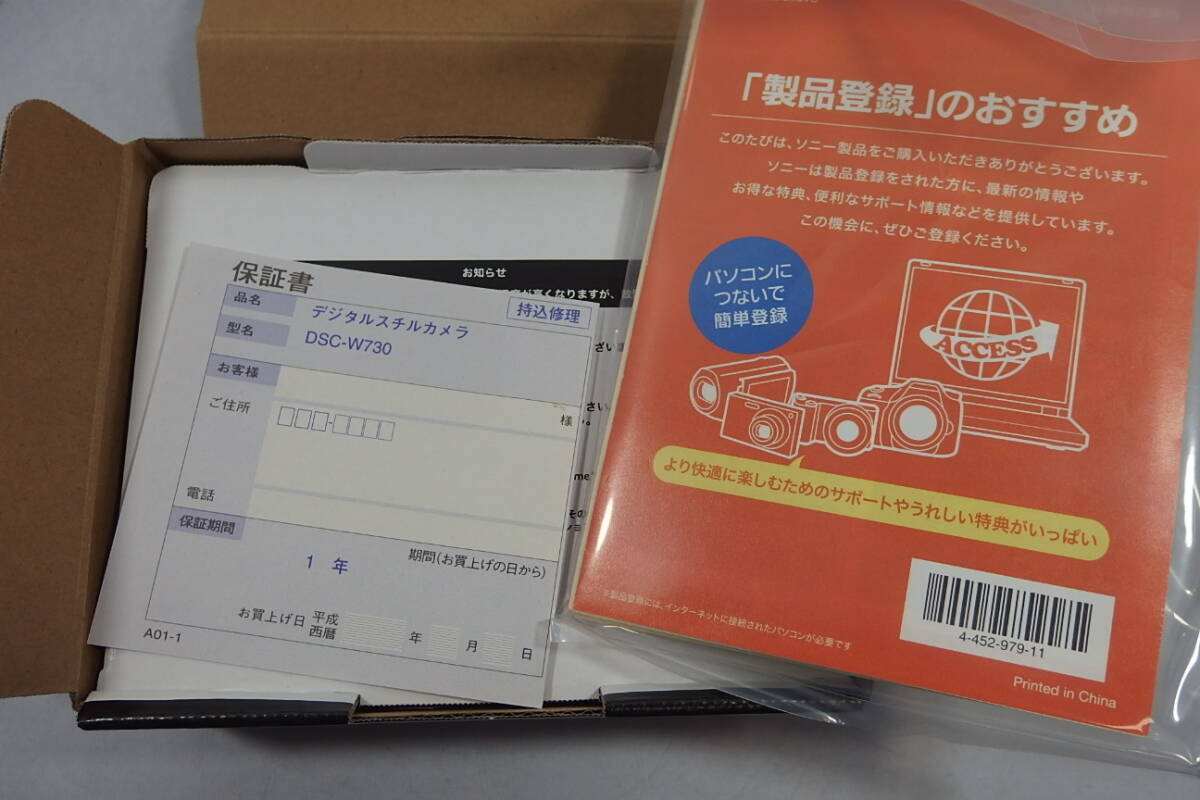 保証書
品名
デジタルスチルカメラ
持込修理
型名
DSC-W730
お客様
様
ご住所
電話
保証期間
1 年
期間(お買上げの日から)
お買上げ日
平成
西暦
年
月
日
A01-1
お知らせ
が高くなりますが、
「製品登録」のおすすめ
このたびは、ソニー製品をご購入いただきありがとうございます。
ソニーは製品登録をされた方に、最新の情報や
お得な特典、便利なサポート情報などを提供しています。
この機会に、ぜひご登録ください。
パソコンに
つないで
簡単登録
ACCESS
より快適に楽しむためのサポートやうれしい特典がいっぱい
※製品登録には、インターネットに接続されたパソコンが必要です
4-452-979-11
Printed in China